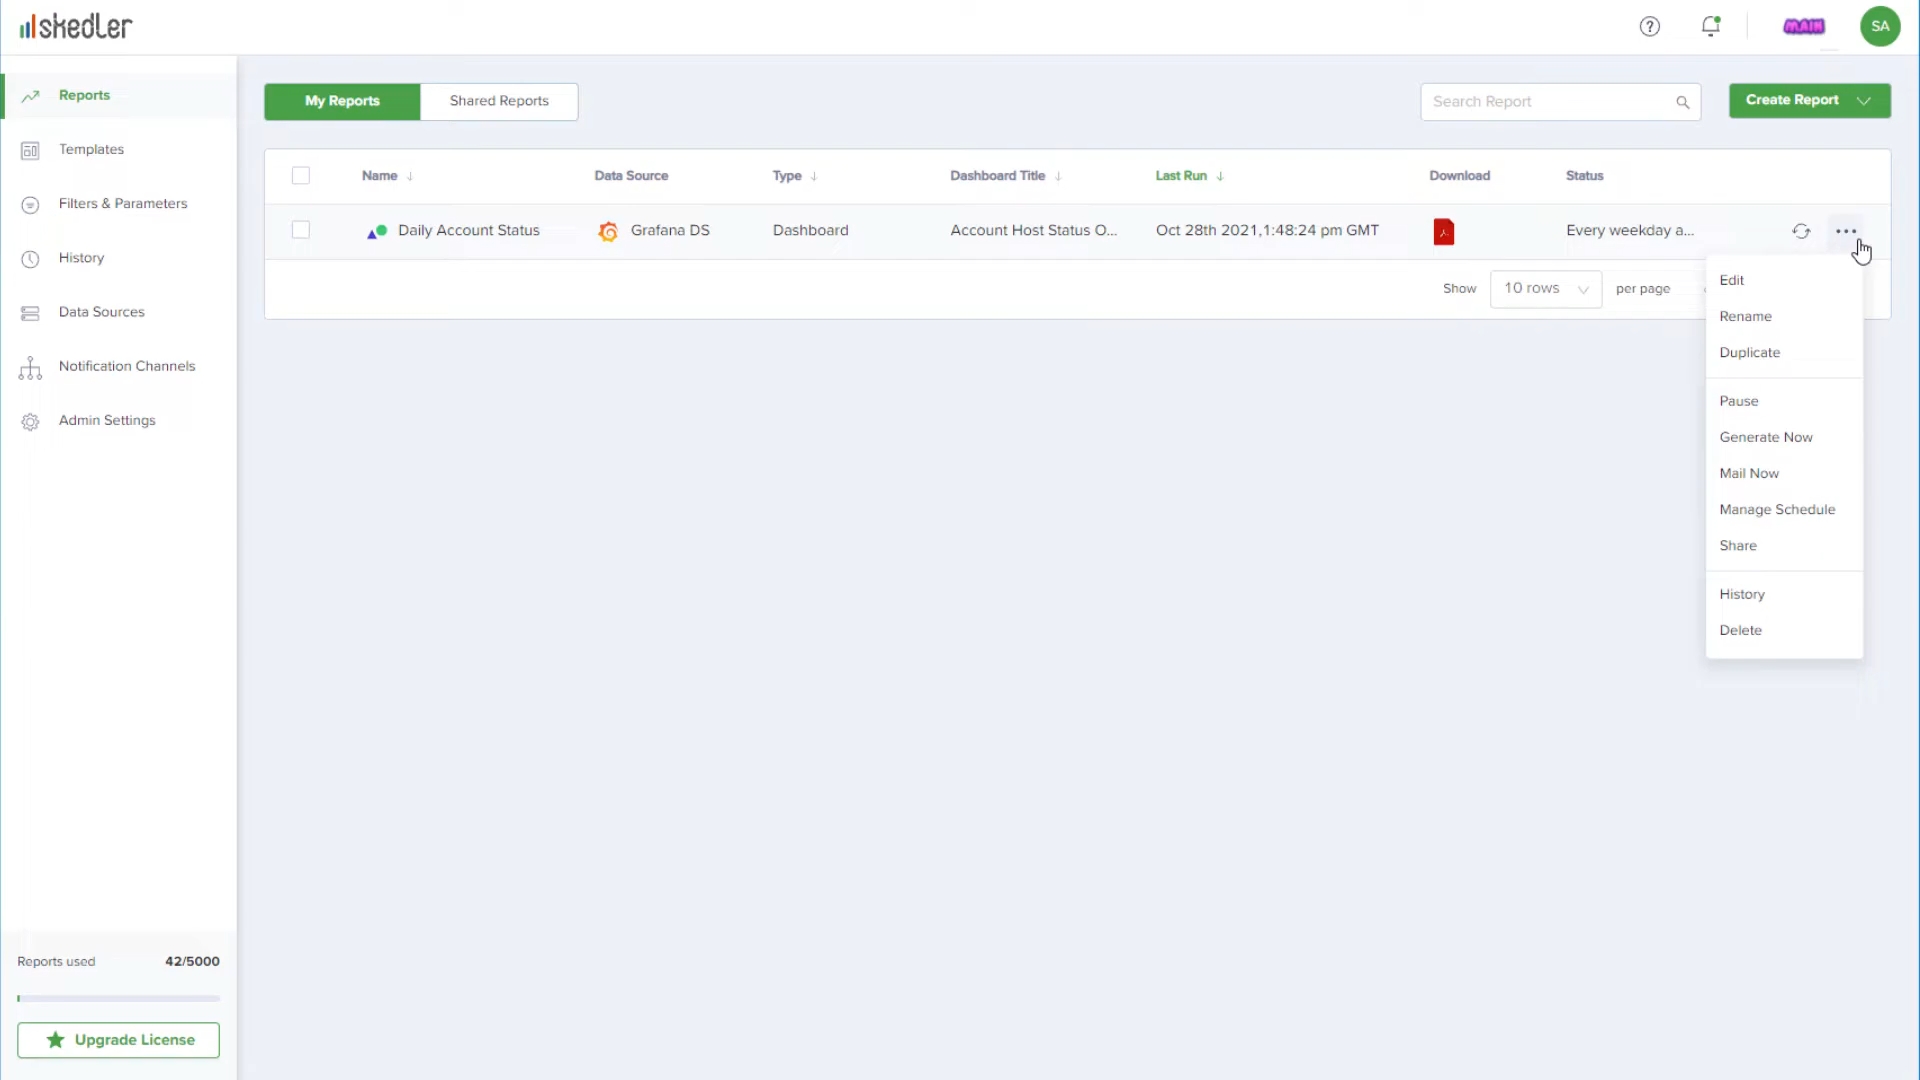 skedler
MAIN
SA
Reports
Templates
Filters & Parameters
History
Data Sources
Notification Channels
Admin Settings
Reports used 42/5000
Upgrade License
My Reports Shared Reports
Search Report
Create Report
Name Data Source Type Dashboard Title Last Run Download Status
Daily Account Status Grafana DS Dashboard Account Host Status O... Oct 28th 2021,1:48:24 pm GMT Every weekday a...
Show 10 rows per page
Edit
Rename
Duplicate
Pause
Generate Now
Mail Now
Manage Schedule
Share
History
Delete